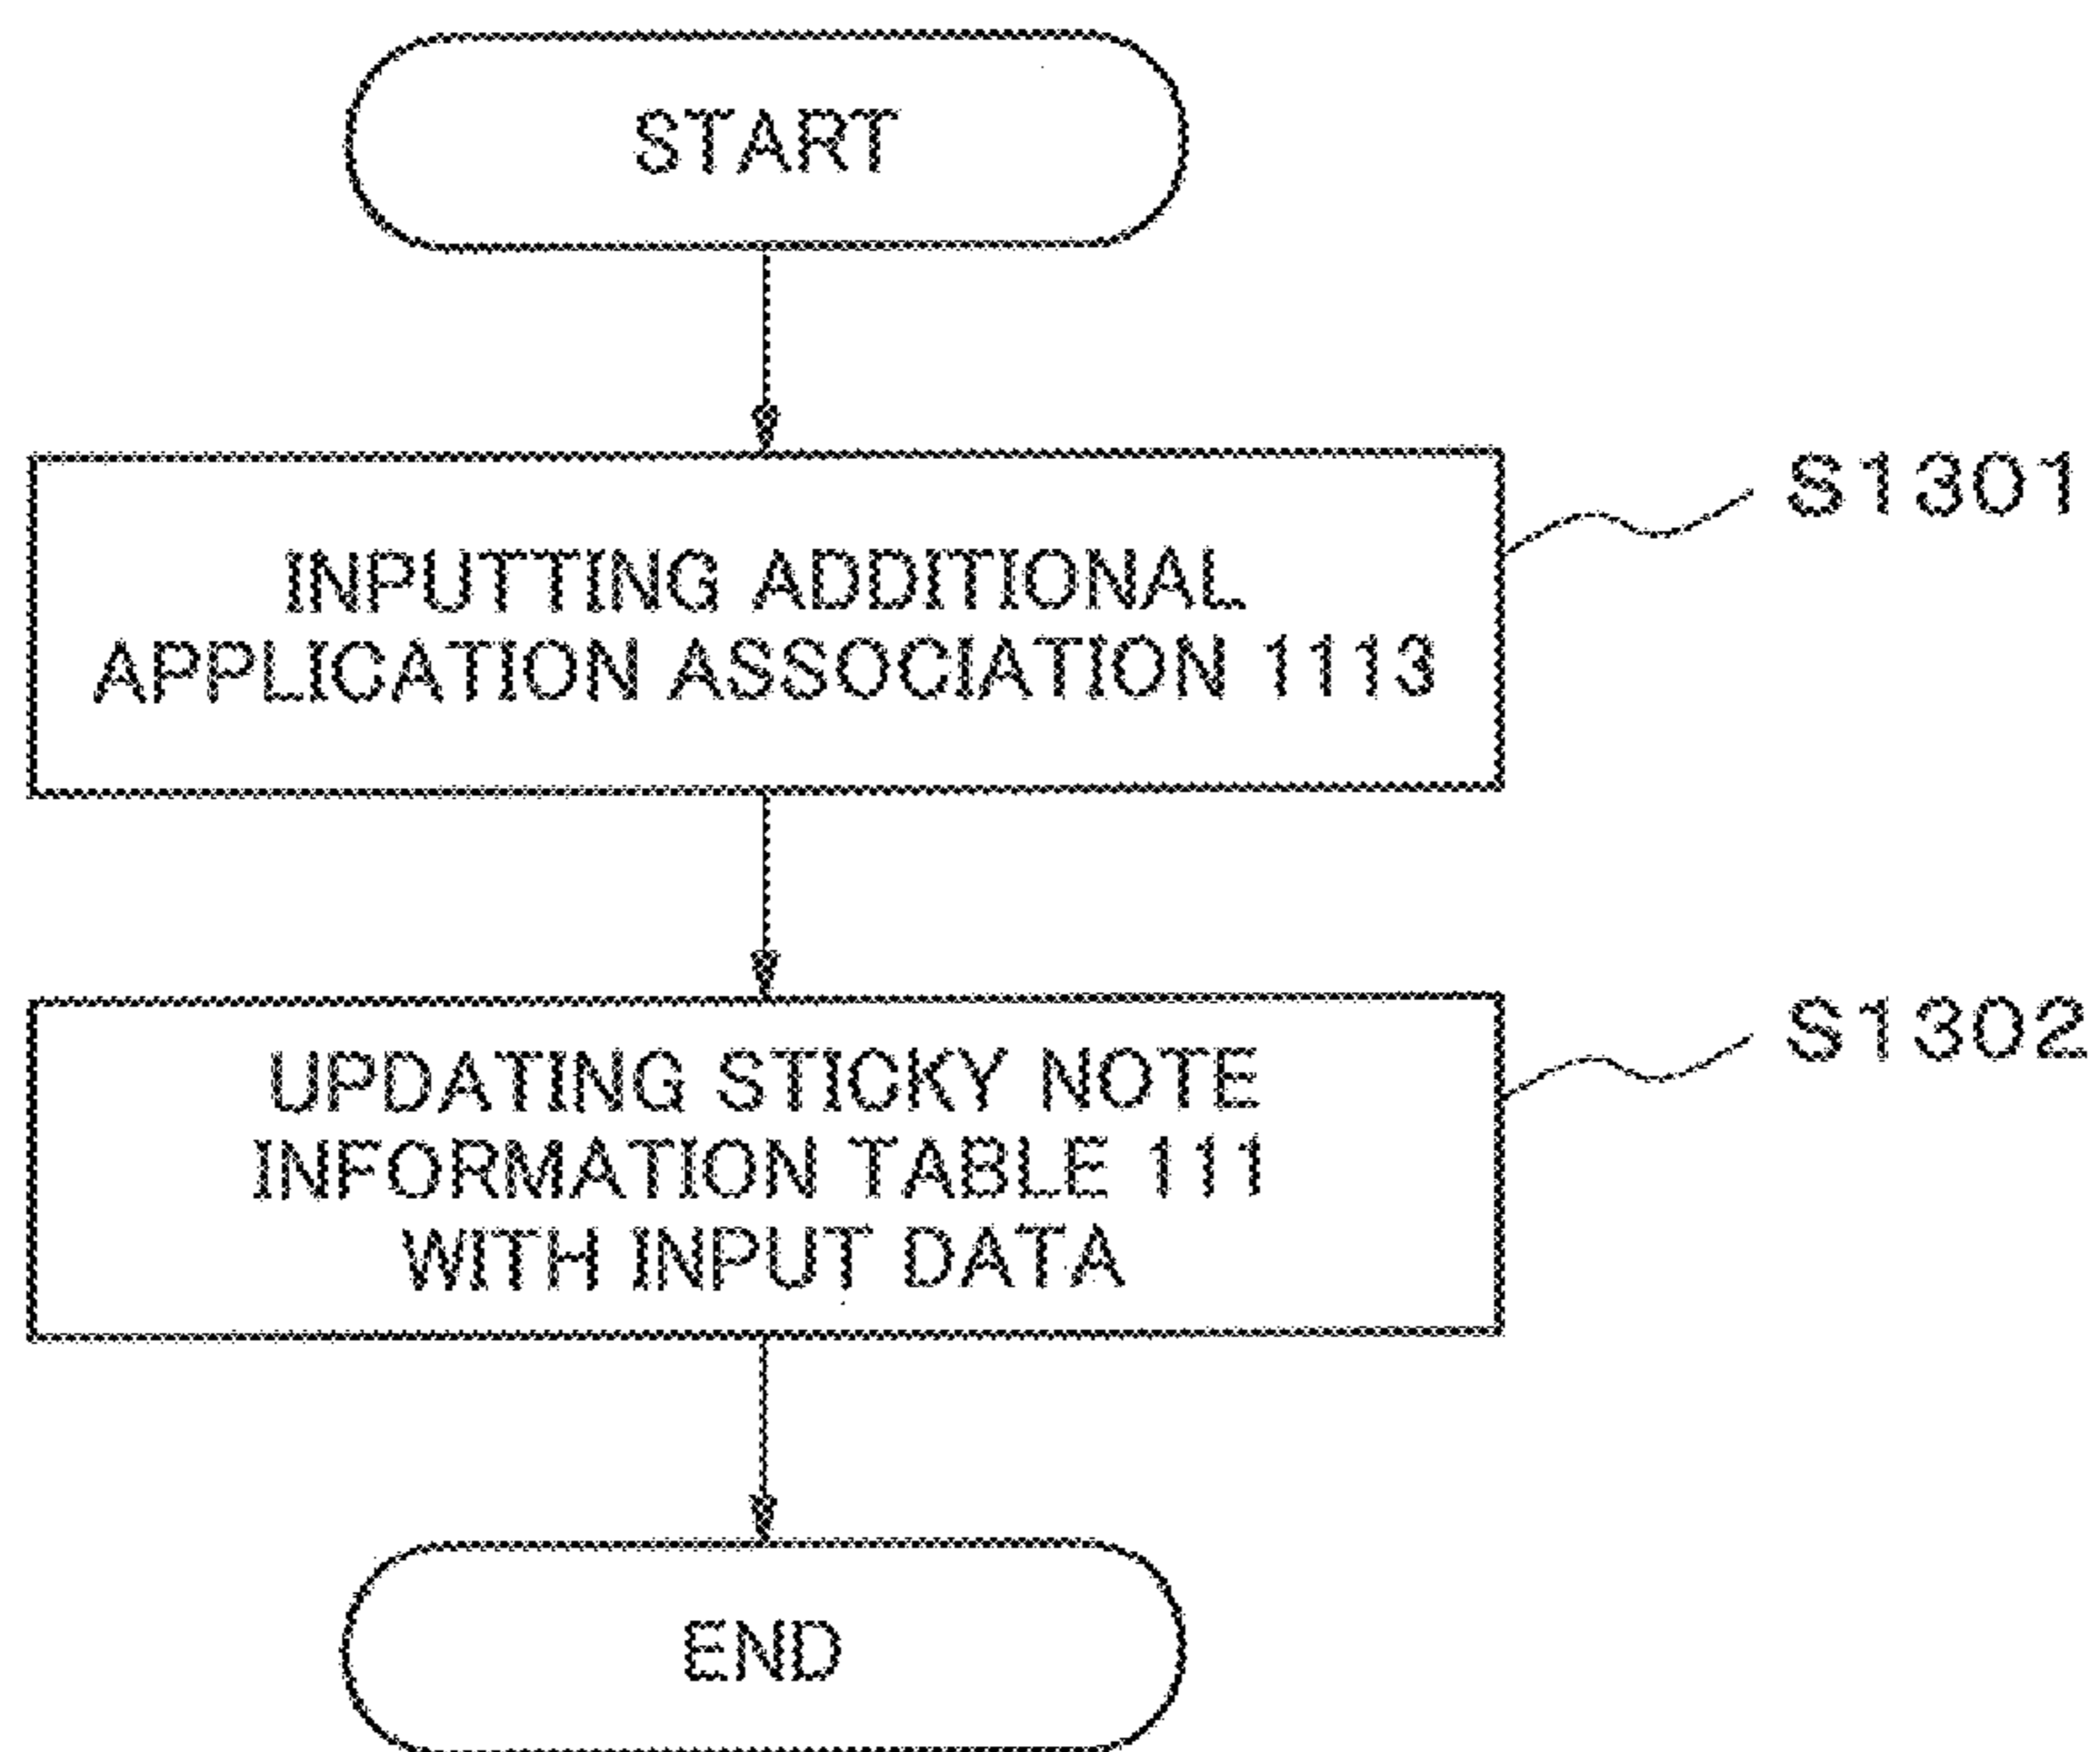 START
INPUTTING ADDITIONAL
APPLICATION ASSOCIATION 1113
S1301
UPDATING STICKY NOTE
INFORMATION TABLE 111
WITH INPUT DATA
S1302
END